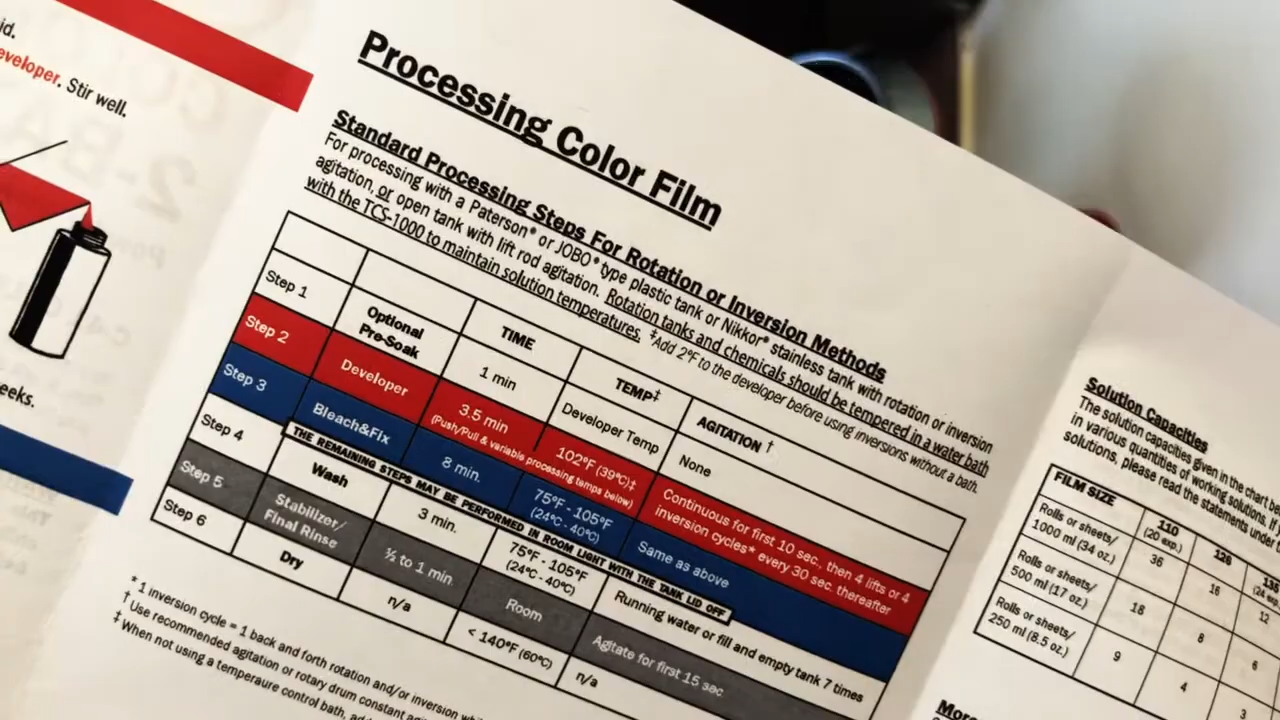 id.
eveloper. Stir well.
eeks.
Processing Color Film
Standard Processing Steps For Rotation or Inversion Methods
For processing with a Paterson® or JOBO® type plastic tank or Nikkor® stainless tank with rotation or inversion
agitation, or open tank with lift rod agitation. Rotation tanks and chemicals should be tempered in a water bath
with the TCS-1000 to maintain solution temperatures. ‡Add 2°F to the developer before using inversions without a bath.
TIME
TEMP‡
AGITATION †
Step 1
Optional
Pre-Soak
1 min
Developer Temp
None
Step 2
Developer
3.5 min
(Push/Pull & variable processing temps below)
102°F (39°C)‡
Continuous for first 10 sec., then 4 lifts or 4
inversion cycles* every 30 sec. thereafter
Step 3
Bleach&Fix
8 min.
75°F - 105°F
(24°C - 40°C)
Same as above
THE REMAINING STEPS MAY BE PERFORMED IN ROOM LIGHT WITH THE TANK LID OFF
Step 4
Wash
3 min.
75°F - 105°F
(24°C - 40°C)
Running water or fill and empty tank 7 times
Step 5
Stabilizer/
Final Rinse
½ to 1 min.
Room
Agtate for first 15 sec
Step 6
Dry
n/a
< 140°F (60°C)
n/a
* 1 inversion cycle = 1 back and forth rotation and/or inversion
† Use recommended agitation or rotary drum constant
‡ When not using a temperaure control bath,
Solution Capacities
The solution capacities given in the chart
in various quantities of working solutions. If
solutions, please read the statements under
FILM SIZE
110
(20 exp.)
126
Rolls or sheets/
1000 ml (34 oz.)
36
16
12
Rolls or sheets/
500 ml (17 oz.)
18
8
6
Rolls or sheets/
250 ml (8.5 oz.)
9
4
3
More